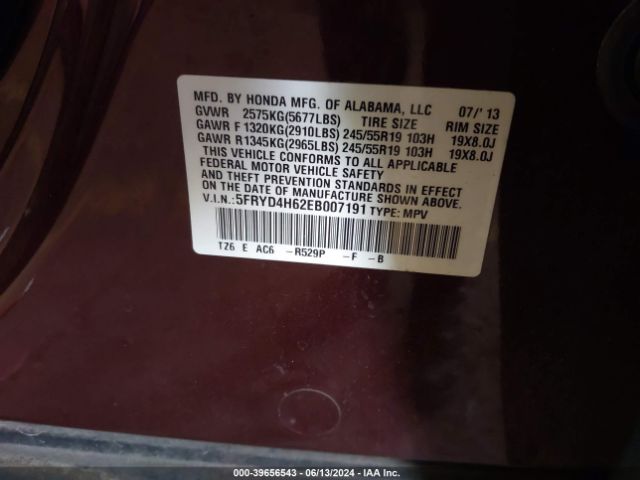 MFD. BY HONDA MFG. OF ALABAMA, LLC 07/'13
GVWR 2575KG(5677LBS) TIRE SIZE RIM SIZE
GAWR F 1320KG(2910LBS) 245/55R19 103H 19X8.0J
GAWR R1345KG(2965LBS) 245/55R19 103H 19X8.0J
THIS VEHICLE CONFORMS TO ALL APPLICABLE
FEDERAL MOTOR VEHICLE SAFETY
AND THEFT PREVENTION STANDARDS IN EFFECT
ON THE DATE OF MANUFACTURE SHOWN ABOVE.
V.I.N.:5FRYD4H62EB007191 TYPE: MPV
TZ6 E AC6 -R529P -F -B
000-39656543 - 06/13/2024 - IAA Inc.